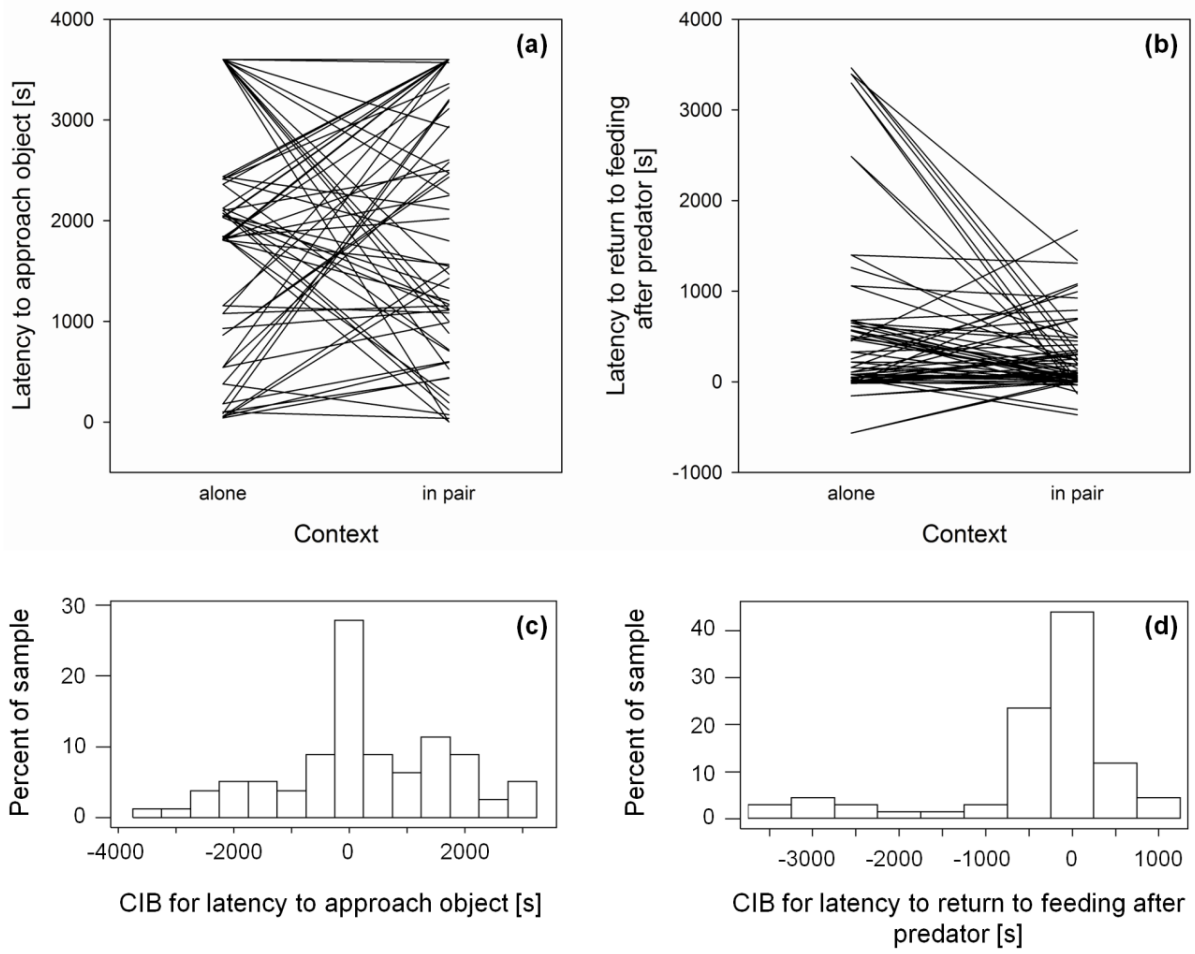 (a)
Latency to approach object [s]
4000
3000
2000
1000
0
alone
in pair
Context
(b)
Latency to return to feeding
after predator [s]
4000
3000
2000
1000
0
-1000
alone
in pair
Context
(c)
Percent of sample
30
20
10
0
-4000
-2000
0
2000
CIB for latency to approach object [s]
(d)
Percent of sample
40
30
20
10
0
-3000
-2000
-1000
0
1000
CIB for latency to return to feeding after
predator [s]